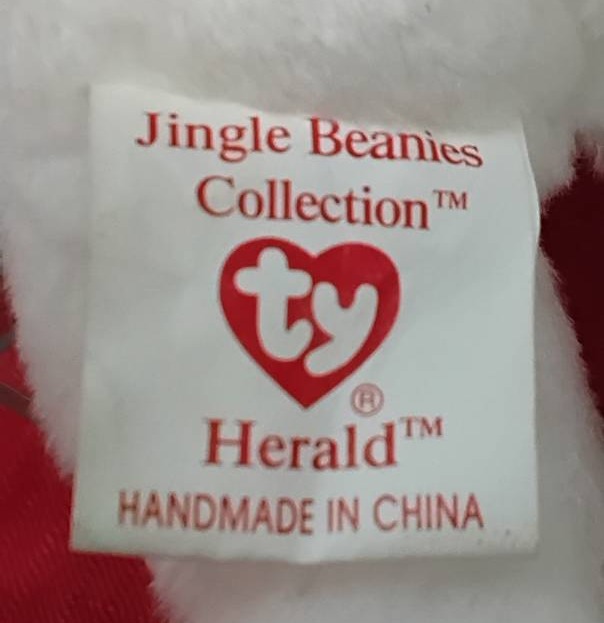 Jingle Beanies
Collection™
ty
®
Herald™
HANDMADE IN CHINA